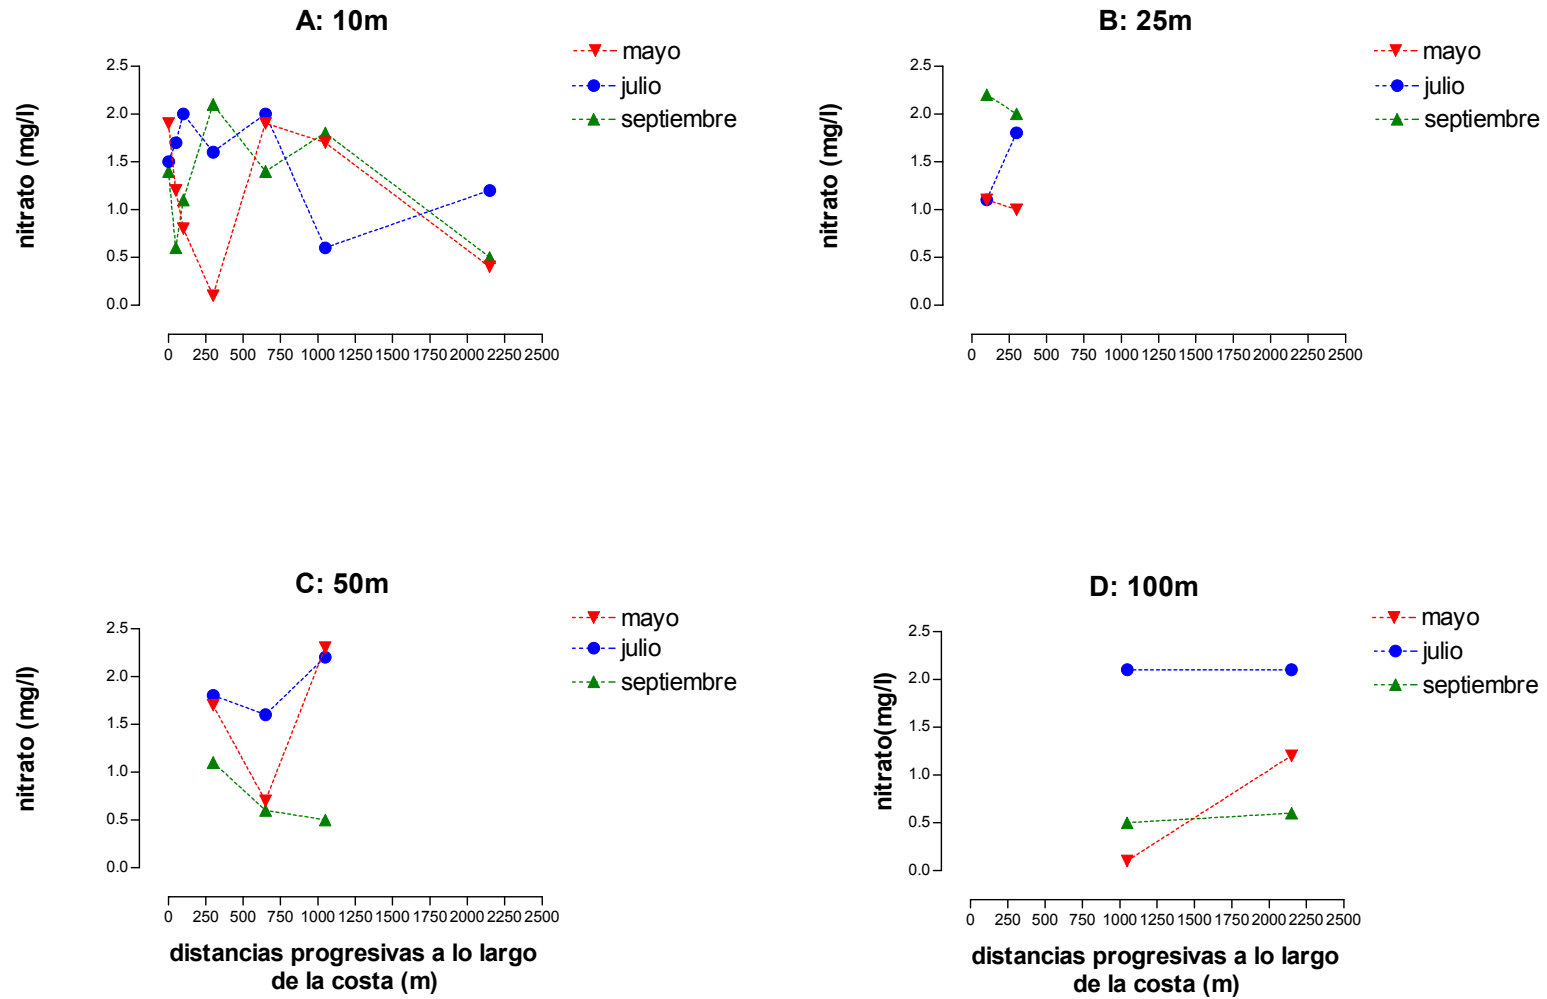 A: 10m
mayo
julio
septiembre
nitrato (mg/l)
2.5
2.0
1.5
1.0
0.5
0.0
0 250 500 750 1000 1250 1500 1750 2000 2250 2500
B: 25m
mayo
julio
septiembre
nitrato (mg/l)
2.5
2.0
1.5
1.0
0.5
0.0
0 250 500 750 1000 1250 1500 1750 2000 2250 2500
C: 50m
mayo
julio
septiembre
nitrato (mg/l)
2.5
2.0
1.5
1.0
0.5
0.0
0 250 500 750 1000 1250 1500 1750 2000 2250 2500
distancias progresivas a lo largo
de la costa (m)
D: 100m
mayo
julio
septiembre
nitrato(mg/l)
2.5
2.0
1.5
1.0
0.5
0.0
0 250 500 750 1000 1250 1500 1750 2000 2250 2500
distancias progresivas a lo largo
de la costa (m)